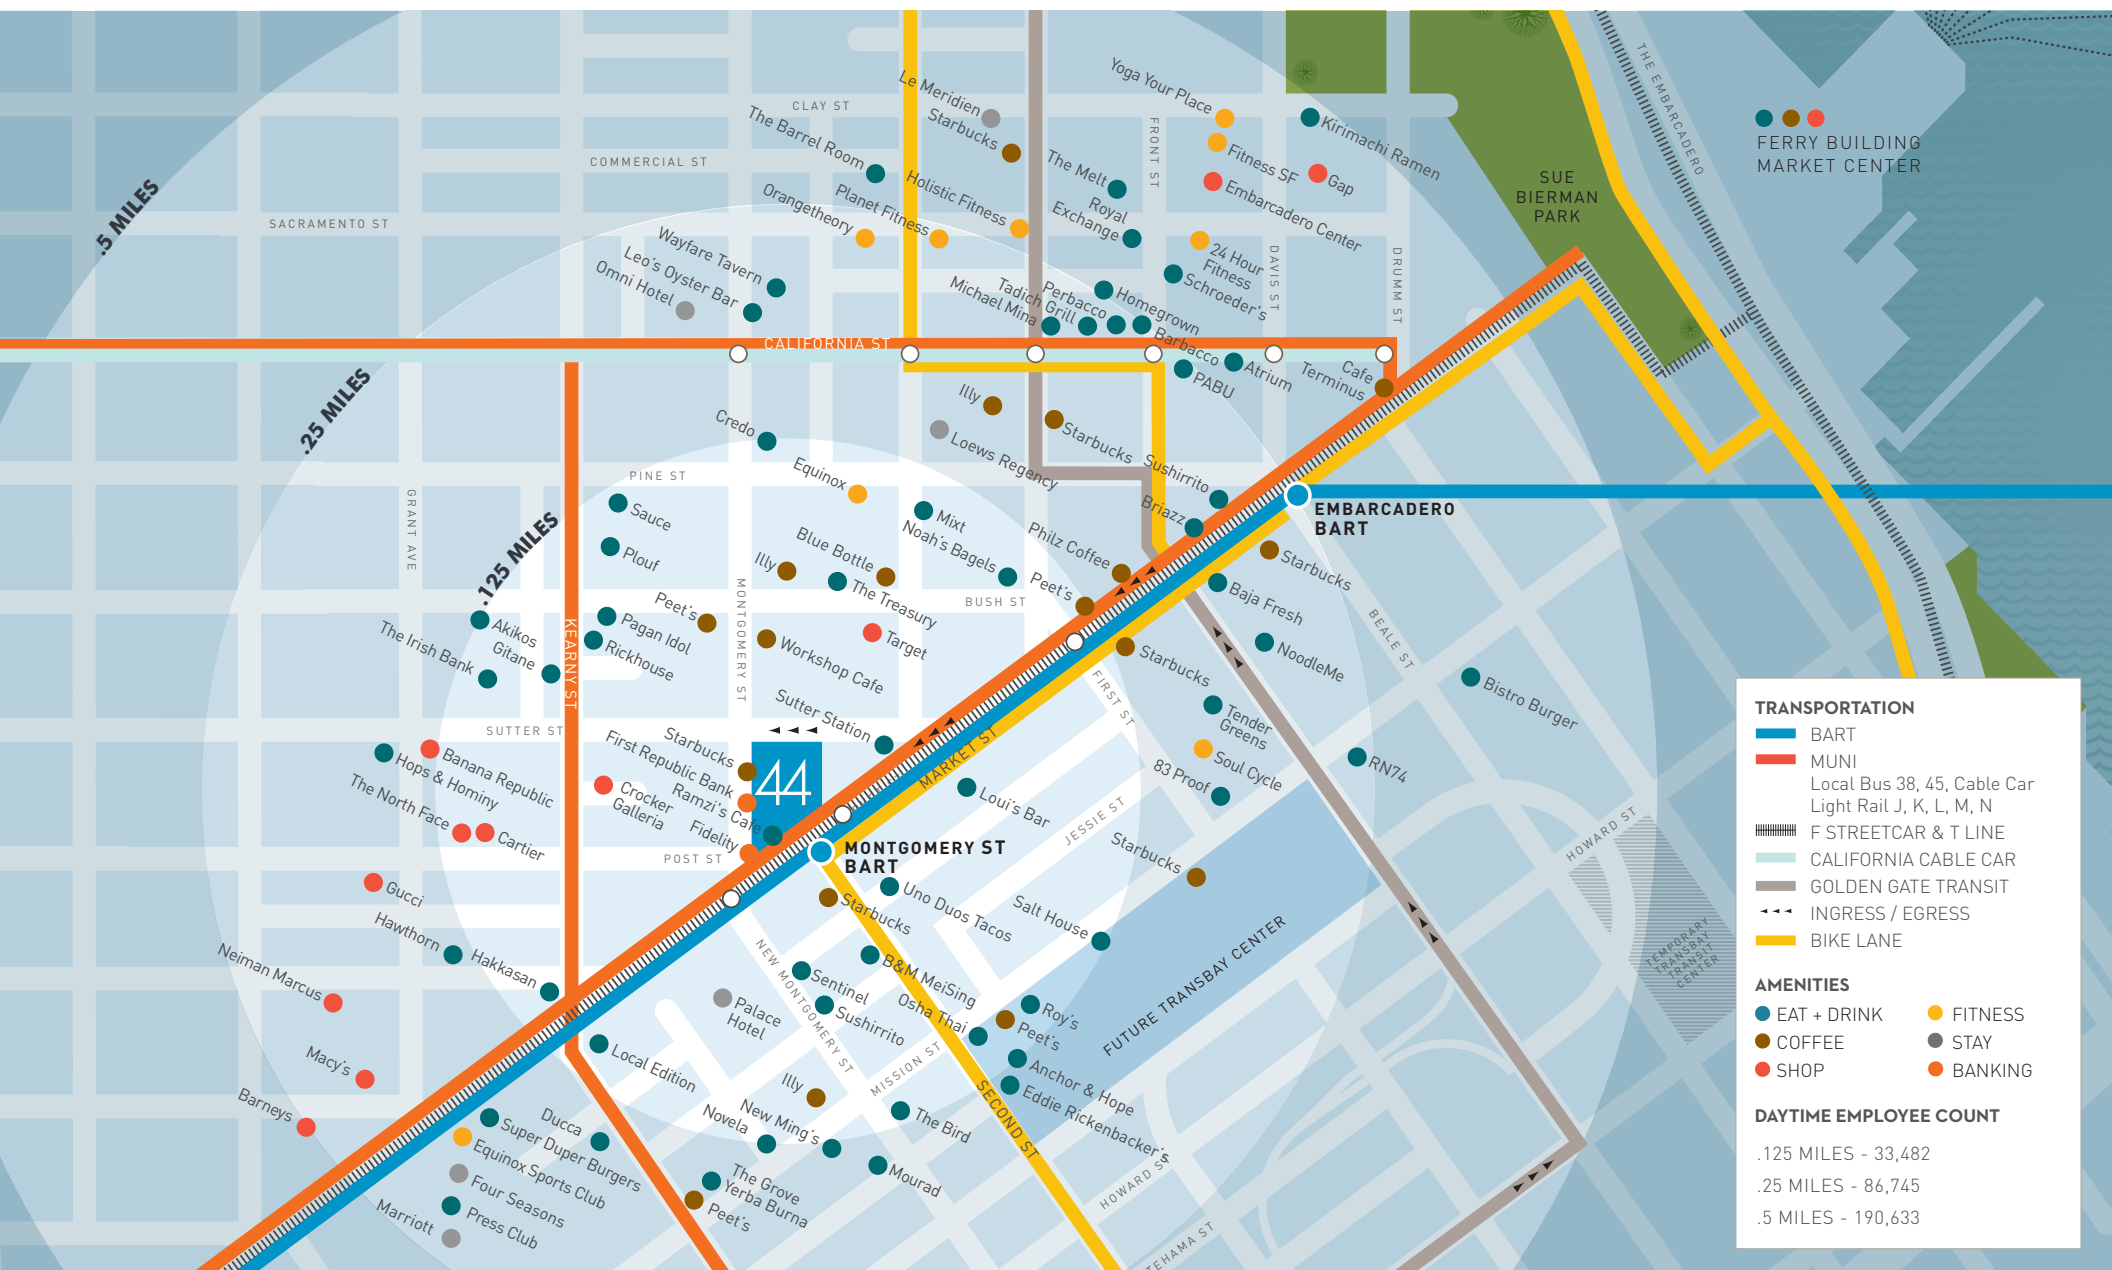 .5 MILES
.25 MILES
.125 MILES
CLAY ST
COMMERCIAL ST
SACRAMENTO ST
CALIFORNIA ST
PINE ST
BUSH ST
SUTTER ST
POST ST
GRANT AVE
KEARNY ST
MONTGOMERY ST
FRONT ST
DAVIS ST
DRUMM ST
THE EMBARCADERO
MARKET ST
FIRST ST
BEALE ST
JESSIE ST
MISSION ST
NEW MONTGOMERY ST
SECOND ST
HOWARD ST
HOWARD ST
TEHAMA ST
Le Meridien
Starbucks
The Barrel Room
Orangetheory
Planet Fitness
Holistic Fitness
The Melt
Royal
Exchange
Yoga Your Place
Fitness SF
Kirimachi Ramen
Gap
Embarcadero Center
24 Hour
Fitness
Schroeder's
Wayfare Tavern
Leo's Oyster Bar
Omni Hotel
Michael Mina
Tadich
Grill
Perbacco
Homegrown
Barbacco
PABU
Atrium
Cafe
Terminus
SUE
BIERMAN
PARK
FERRY BUILDING
MARKET CENTER
Illy
Starbucks
Loews Regency
Credo
Equinox
Sushirrito
Briazz
EMBARCADERO
BART
Sauce
Plouf
Mixt
Noah's Bagels
Blue Bottle
Illy
The Treasury
Philz Coffee
Peet's
Starbucks
Baja Fresh
NoodleMe
Starbucks
Peet's
Pagan Idol
Rickhouse
Workshop Cafe
Target
Akikos
Gitane
The Irish Bank
Sutter Station
Starbucks
First Republic Bank
Ramzi's Cafe
Fidelity
44
MONTGOMERY ST
BART
Banana Republic
Hops & Hominy
The North Face
Cartier
Crocker
Galleria
Gucci
Hawthorn
Hakkasan
Neiman Marcus
Macy's
Barneys
Tender
Greens
Soul Cycle
83 Proof
Bistro Burger
RN74
Loui's Bar
Starbucks
Uno Duos Tacos
Salt House
Starbucks
B&M MeiSing
Sentinel
Sushirrito
Palace
Hotel
Osha Thai
Roy's
Peet's
Anchor & Hope
Eddie Rickenbacker's
FUTURE TRANSBAY CENTER
TEMPORARY
TRANSBAY
TRANSIT
CENTER
Local Edition
Illy
New Ming's
Novela
The Bird
Mourad
The Grove
Yerba Burna
Peet's
Ducca
Super Duper Burgers
Equinox Sports Club
Four Seasons
Press Club
Marriott
TRANSPORTATION
BART
MUNI
Local Bus 38, 45, Cable Car
Light Rail J, K, L, M, N
F STREETCAR & T LINE
CALIFORNIA CABLE CAR
GOLDEN GATE TRANSIT
INGRESS / EGRESS
BIKE LANE
AMENITIES
EAT + DRINK
FITNESS
COFFEE
STAY
SHOP
BANKING
DAYTIME EMPLOYEE COUNT
.125 MILES - 33,482
.25 MILES - 86,745
.5 MILES - 190,633